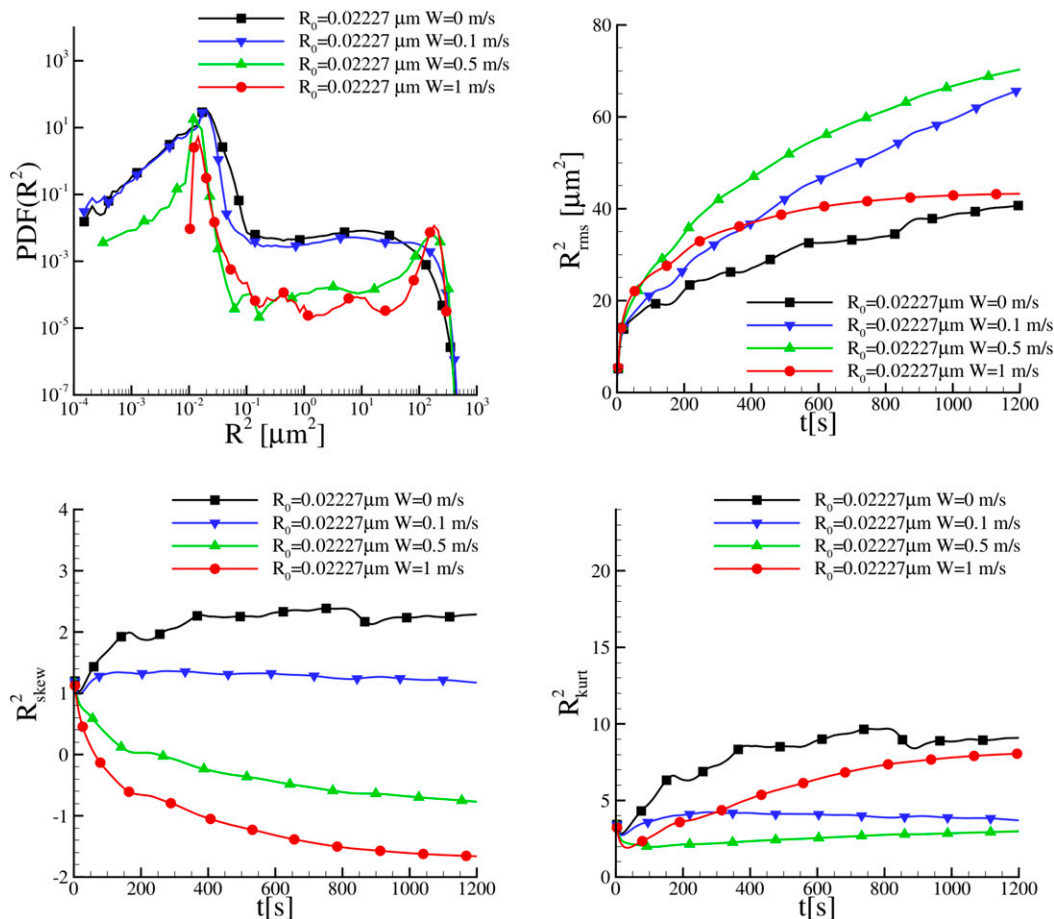 R₀=0.02227 μm W=0 m/s
R₀=0.02227 μm W=0.1 m/s
R₀=0.02227 μm W=0.5 m/s
R₀=0.02227 μm W=1 m/s
PDF(R²)
10³
10¹
10⁻¹
10⁻³
10⁻⁵
10⁻⁷
10⁻⁴ 10⁻³ 10⁻² 10⁻¹ 10⁰ 10¹ 10² 10³
R² [μm²]
R²rms [μm²]
80
60
40
20
0
R₀=0.02227μm W=0 m/s
R₀=0.02227μm W=0.1 m/s
R₀=0.02227μm W=0.5 m/s
R₀=0.02227μm W=1 m/s
0 200 400 600 800 1000 1200
t[s]
R₀=0.02227μm W=0 m/s
R₀=0.02227μm W=0.1 m/s
R₀=0.02227μm W=0.5 m/s
R₀=0.02227μm W=1 m/s
R²skew
4
3
2
1
0
-1
-2
0 200 400 600 800 1000 1200
t[s]
R₀=0.02227μm W=0 m/s
R₀=0.02227μm W=0.1 m/s
R₀=0.02227μm W=0.5 m/s
R₀=0.02227μm W=1 m/s
R²kurt
20
15
10
5
0
0 200 400 600 800 1000 1200
t[s]